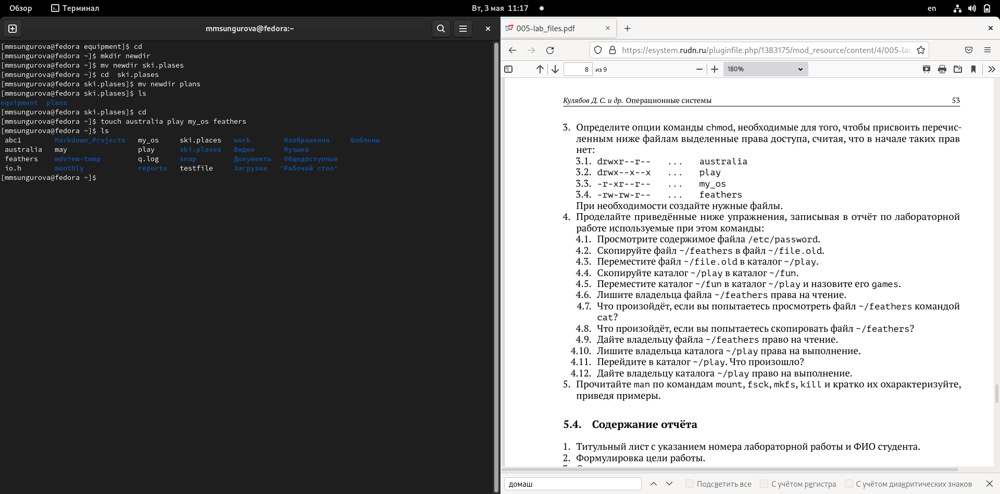 Обзор Терминал Вт, 3 мая 11:17 en
mmsungurova@fedora:~
[mmsungurova@fedora equipment]$ cd
[mmsungurova@fedora ~]$ mkdir newdir
[mmsungurova@fedora ~]$ mv newdir ski.plases
[mmsungurova@fedora ~]$ cd  ski.plases
[mmsungurova@fedora ski.plases]$ mv newdir plans
[mmsungurova@fedora ski.plases]$ ls
equipment  plans
[mmsungurova@fedora ski.plases]$ cd
[mmsungurova@fedora ~]$ touch australia play my_os feathers
[mmsungurova@fedora ~]$ ls
abc1 Markdown_Projects my_os ski.places work Изображения Шаблоны
australia may play ski.plases Видео Музыка
feathers mdview-temp q.log snap Документы Общедоступные
io.h monthly reports testfile Загрузки 'Рабочий стол'
[mmsungurova@fedora ~]$
005-lab_files.pdf
https://esystem.rudn.ru/pluginfile.php/1383175/mod_resource/content/4/005-lab
8 из 9 180%
Кулябов Д. С. и др. Операционные системы 53
3. Определите опции команды chmod, необходимые для того, чтобы присвоить перечис-
ленным ниже файлам выделенные права доступа, считая, что в начале таких прав
нет:
3.1. drwxr--r-- ... australia
3.2. drwx--x--x ... play
3.3. -r-xr--r-- ... my_os
3.4. -rw-rw-r-- ... feathers
При необходимости создайте нужные файлы.
4. Проделайте приведённые ниже упражнения, записывая в отчёт по лабораторной
работе используемые при этом команды:
4.1. Просмотрите содержимое файла /etc/password.
4.2. Скопируйте файл ~/feathers в файл ~/file.old.
4.3. Переместите файл ~/file.old в каталог ~/play.
4.4. Скопируйте каталог ~/play в каталог ~/fun.
4.5. Переместите каталог ~/fun в каталог ~/play и назовите его games.
4.6. Лишите владельца файла ~/feathers права на чтение.
4.7. Что произойдёт, если вы попытаетесь просмотреть файл ~/feathers командой
cat?
4.8. Что произойдёт, если вы попытаетесь скопировать файл ~/feathers?
4.9. Дайте владельцу файла ~/feathers право на чтение.
4.10. Лишите владельца каталога ~/play права на выполнение.
4.11. Перейдите в каталог ~/play. Что произошло?
4.12. Дайте владельцу каталога ~/play право на выполнение.
5. Прочитайте man по командам mount, fsck, mkfs, kill и кратко их охарактеризуйте,
приведя примеры.
5.4. Содержание отчёта
1. Титульный лист с указанием номера лабораторной работы и ФИО студента.
2. Формулировка цели работы.
домаш Подсветить все С учётом регистра С учётом диакритических знаков